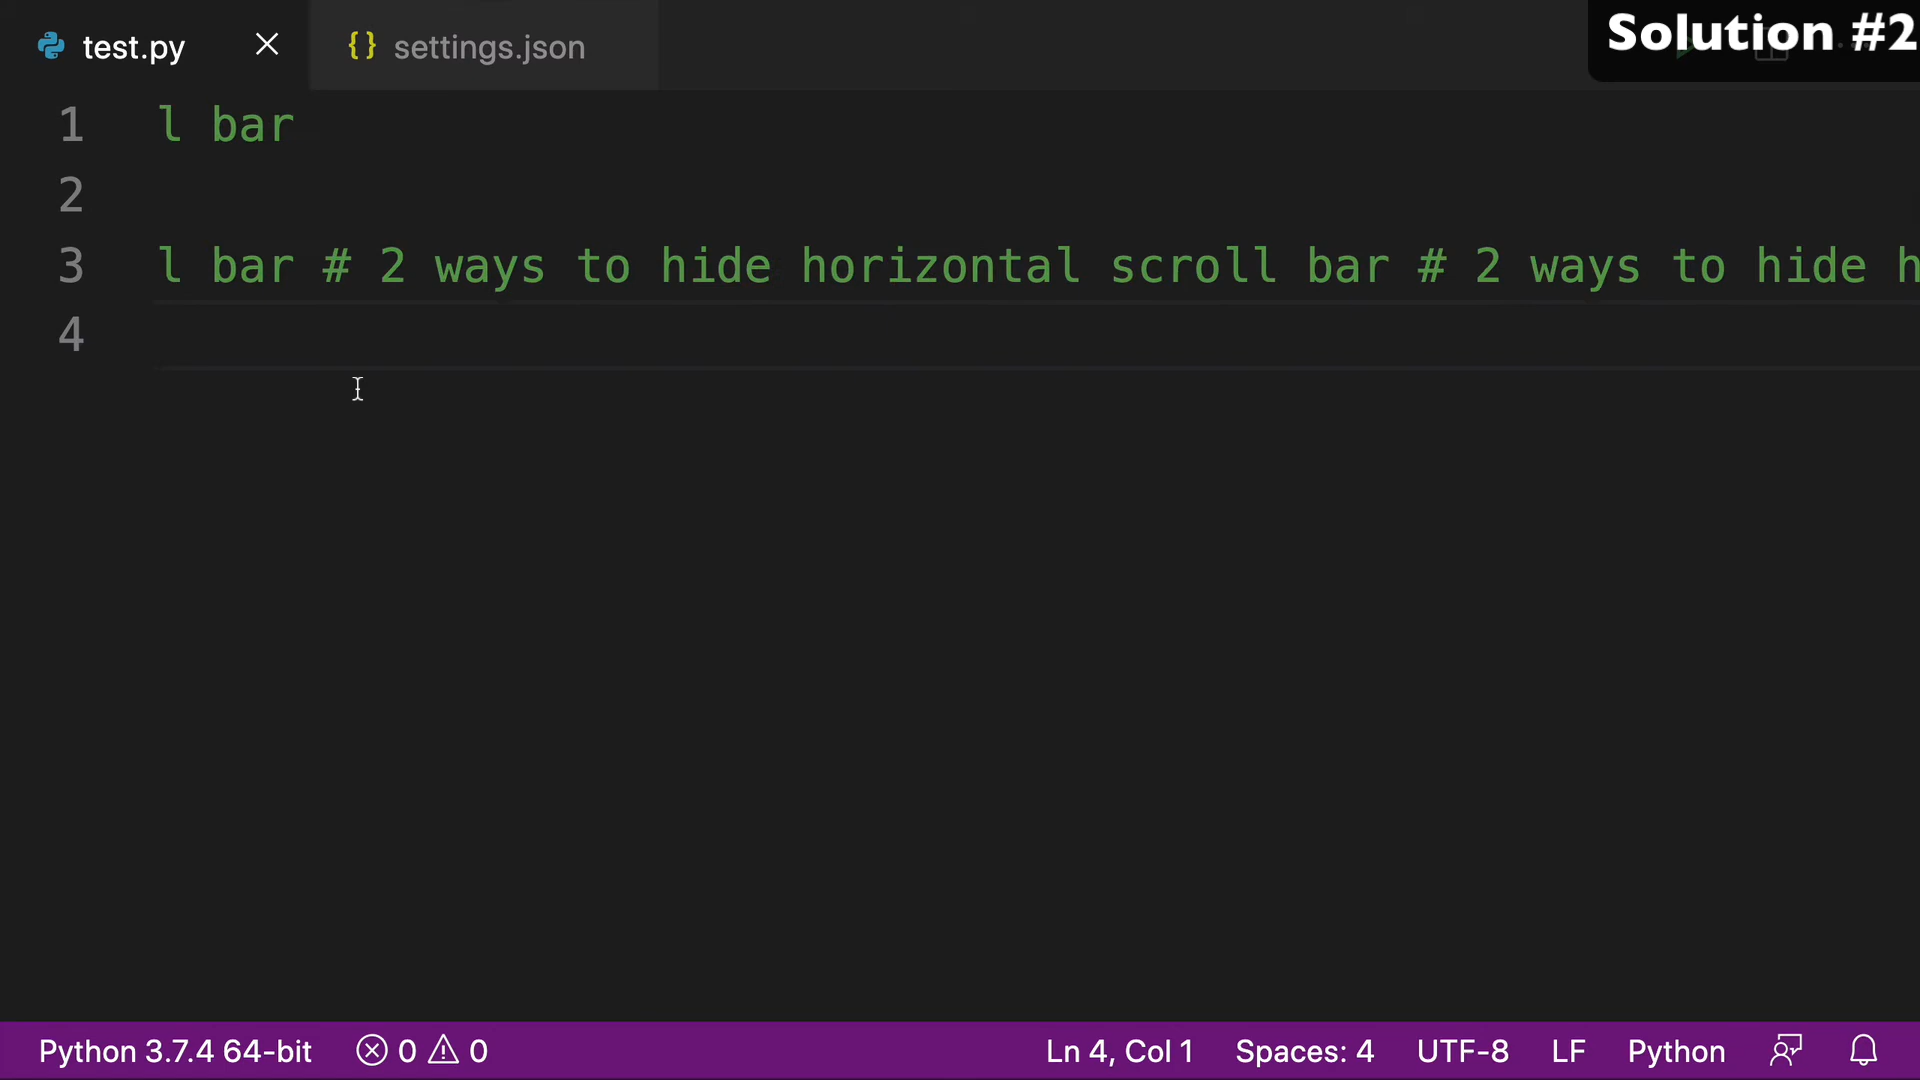 test.py
{} settings.json
Solution #2
1 l bar
2
3 l bar # 2 ways to hide horizontal scroll bar # 2 ways to hide h
4
Python 3.7.4 64-bit 0 0 Ln 4, Col 1 Spaces: 4 UTF-8 LF Python